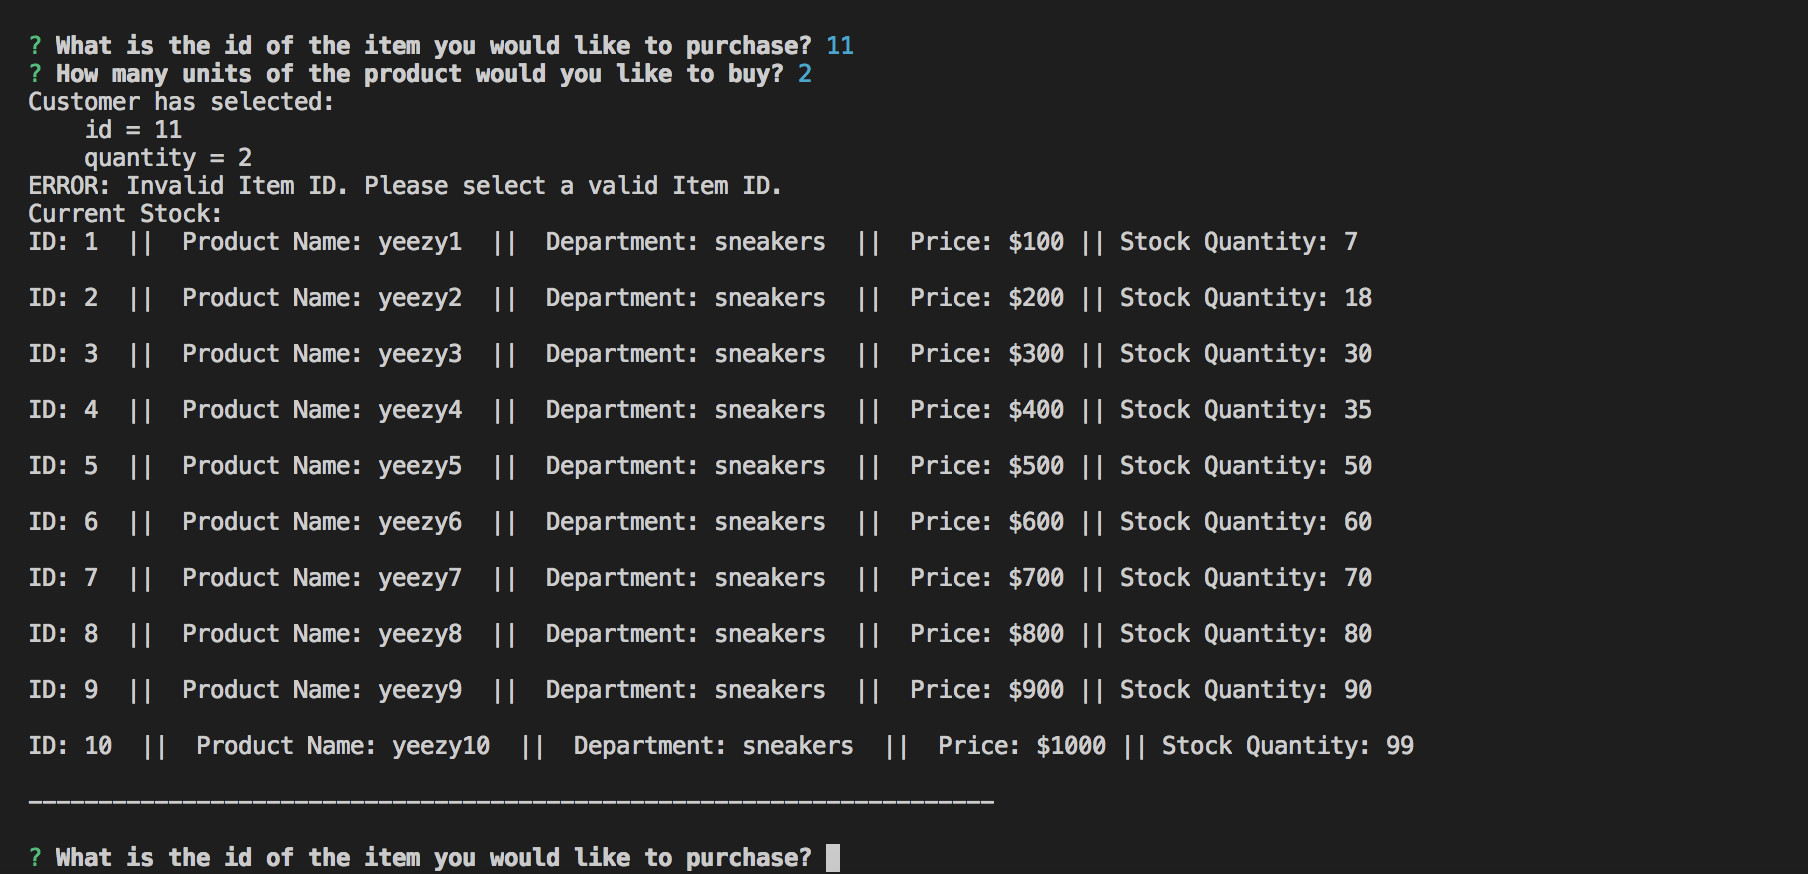 ? What is the id of the item you would like to purchase? 11
? How many units of the product would you like to buy? 2
Customer has selected:
    id = 11
    quantity = 2
ERROR: Invalid Item ID. Please select a valid Item ID.
Current Stock:
ID: 1  ||  Product Name: yeezy1  ||  Department: sneakers  ||  Price: $100 || Stock Quantity: 7
ID: 2  ||  Product Name: yeezy2  ||  Department: sneakers  ||  Price: $200 || Stock Quantity: 18
ID: 3  ||  Product Name: yeezy3  ||  Department: sneakers  ||  Price: $300 || Stock Quantity: 30
ID: 4  ||  Product Name: yeezy4  ||  Department: sneakers  ||  Price: $400 || Stock Quantity: 35
ID: 5  ||  Product Name: yeezy5  ||  Department: sneakers  ||  Price: $500 || Stock Quantity: 50
ID: 6  ||  Product Name: yeezy6  ||  Department: sneakers  ||  Price: $600 || Stock Quantity: 60
ID: 7  ||  Product Name: yeezy7  ||  Department: sneakers  ||  Price: $700 || Stock Quantity: 70
ID: 8  ||  Product Name: yeezy8  ||  Department: sneakers  ||  Price: $800 || Stock Quantity: 80
ID: 9  ||  Product Name: yeezy9  ||  Department: sneakers  ||  Price: $900 || Stock Quantity: 90
ID: 10  ||  Product Name: yeezy10  ||  Department: sneakers  ||  Price: $1000 || Stock Quantity: 99
---------------------------------------------------------------------
? What is the id of the item you would like to purchase?